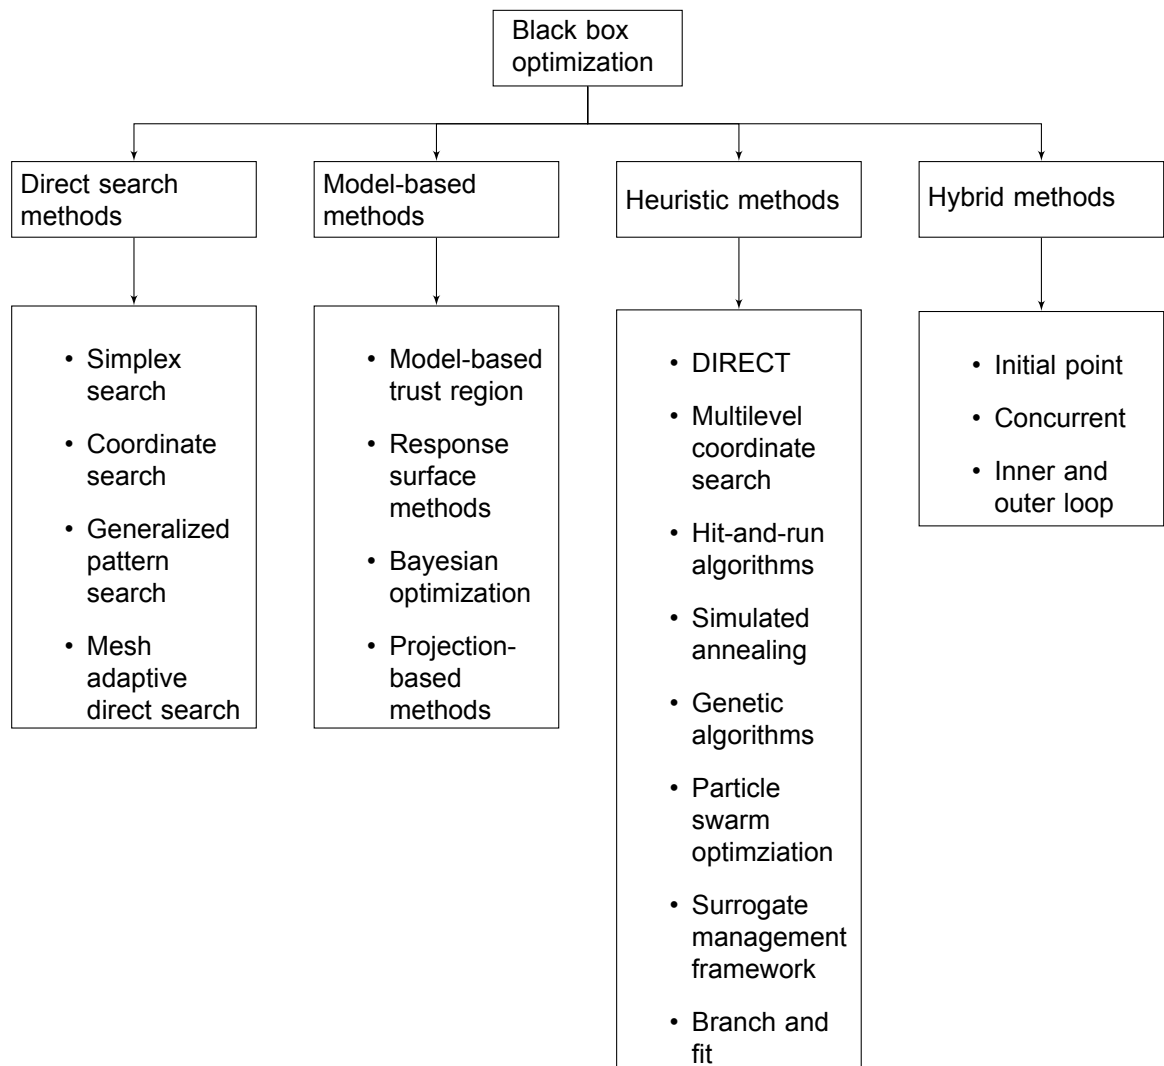 Black box
optimization
Direct search
methods
Model-based
methods
Heuristic methods
Hybrid methods
• Simplex
search
• Coordinate
search
• Generalized
pattern
search
• Mesh
adaptive
direct search
• Model-based
trust region
• Response
surface
methods
• Bayesian
optimization
• Projection-
based
methods
• DIRECT
• Multilevel
coordinate
search
• Hit-and-run
algorithms
• Simulated
annealing
• Genetic
algorithms
• Particle
swarm
optimziation
• Surrogate
management
framework
• Branch and
fit
• Initial point
• Concurrent
• Inner and
outer loop